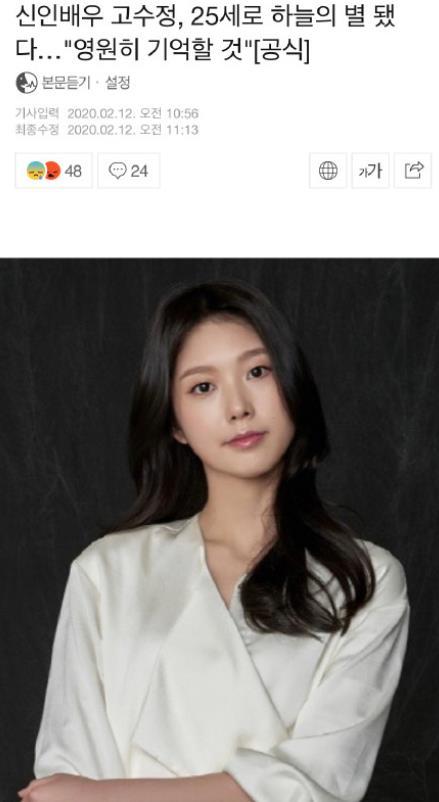 신인배우 고수정, 25세로 하늘의 별 됐
다…"영원히 기억할 것"[공식]
본문듣기 · 설정
기사입력 2020.02.12. 오전 10:56
최종수정 2020.02.12. 오전 11:13
48 24 가가